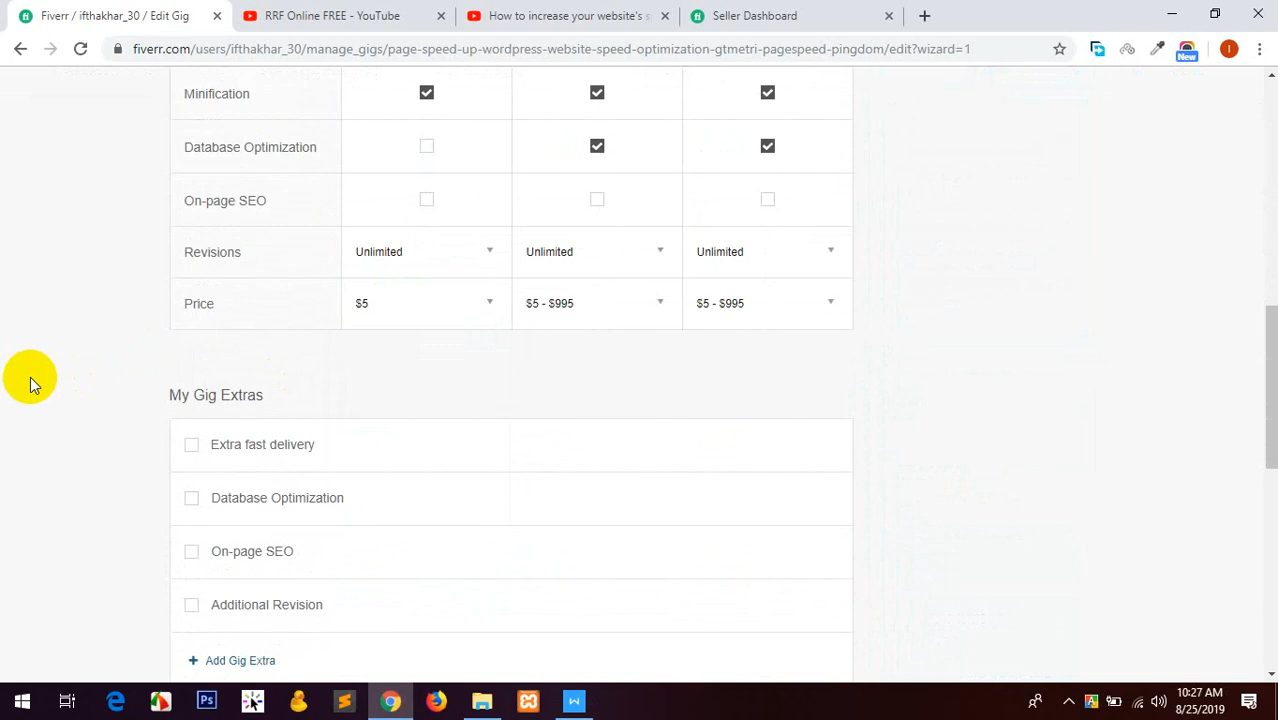 Fiverr / ifthakhar_30 / Edit Gig
RRF Online FREE - YouTube
How to increase your website's s
Seller Dashboard
fiverr.com/users/ifthakhar_30/manage_gigs/page-speed-up-wordpress-website-speed-optimization-gtmetri-pagespeed-pingdom/edit?wizard=1
New
I
Minification
Database Optimization
On-page SEO
Revisions Unlimited Unlimited Unlimited
Price $5 $5 - $995 $5 - $995
My Gig Extras
Extra fast delivery
Database Optimization
On-page SEO
Additional Revision
+ Add Gig Extra
10:27 AM
8/25/2019